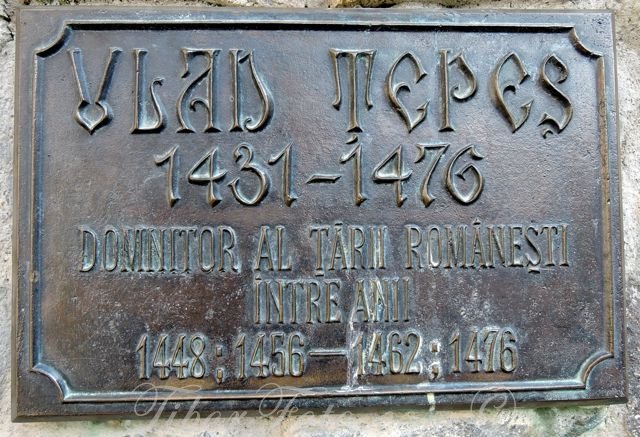 VLAD ȚEPEȘ
1431-1476
DOMNITOR AL ȚĂRII ROMÂNEȘTI
ÎNTRE ANII
1448; 1456-1462; 1476